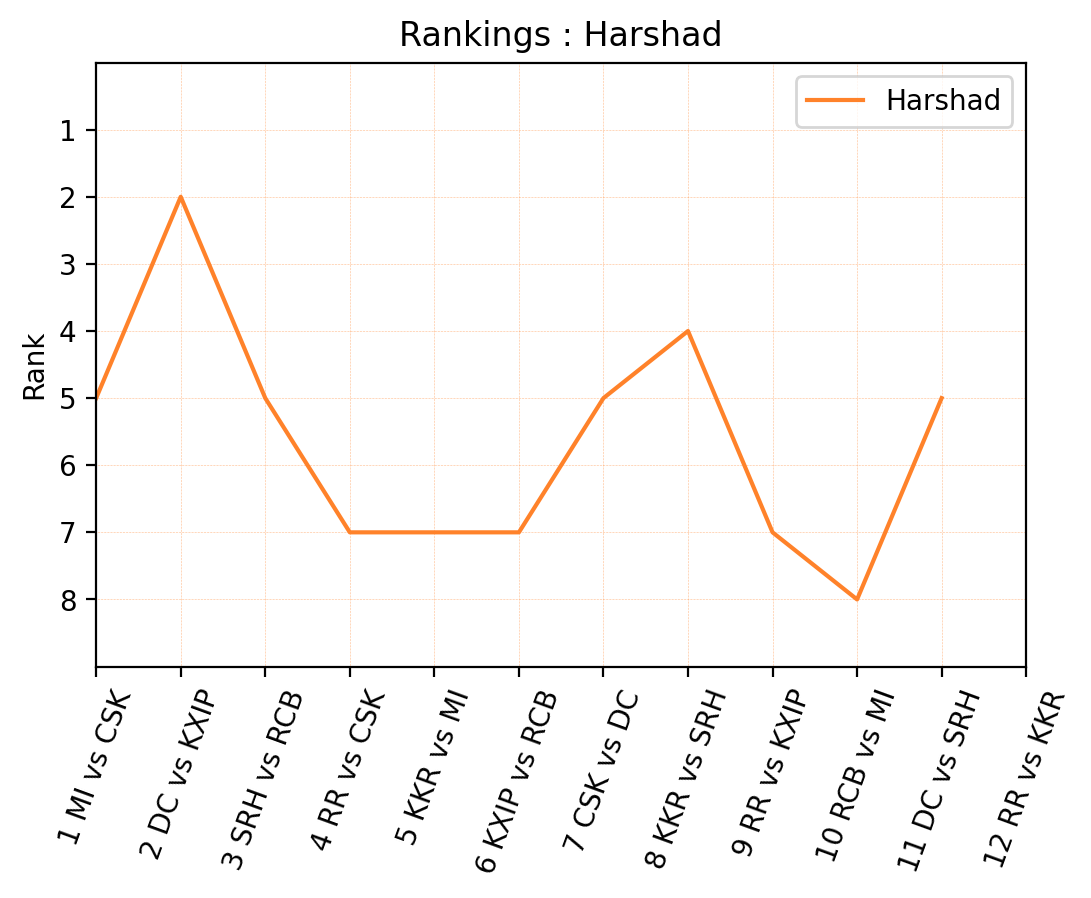 Rankings : Harshad
Harshad
Rank
1
2
3
4
5
6
7
8
1 MI vs CSK
2 DC vs KXIP
3 SRH vs RCB
4 RR vs CSK
5 KKR vs MI
6 KXIP vs RCB
7 CSK vs DC
8 KKR vs SRH
9 RR vs KXIP
10 RCB vs MI
11 DC vs SRH
12 RR vs KKR